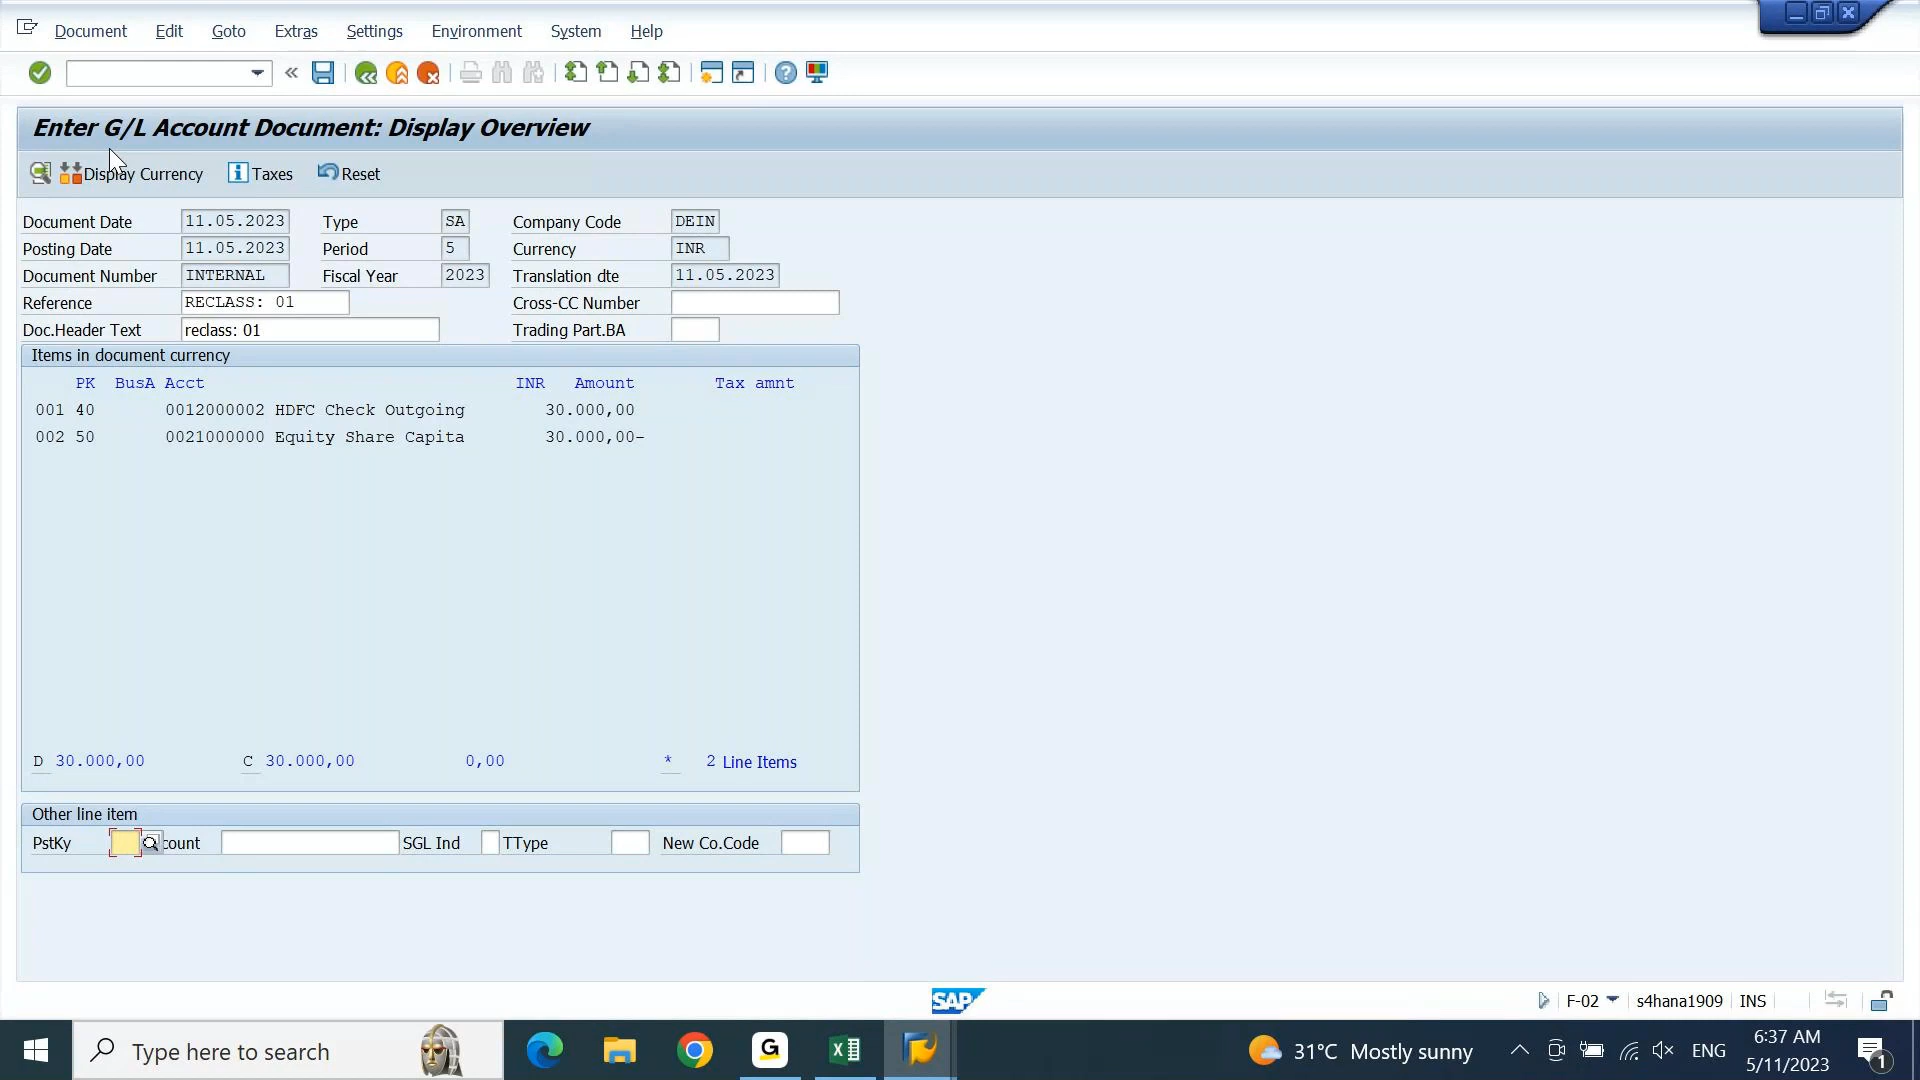 Document Edit Goto Extras Settings Environment System Help
Enter G/L Account Document: Display Overview
Display Currency Taxes Reset
Document Date 11.05.2023 Type SA Company Code DEIN
Posting Date 11.05.2023 Period 5 Currency INR
Document Number INTERNAL Fiscal Year 2023 Translation dte 11.05.2023
Reference RECLASS: 01 Cross-CC Number
Doc.Header Text reclass: 01 Trading Part.BA
Items in document currency
PK BusA Acct INR Amount Tax amnt
001 40 0012000002 HDFC Check Outgoing 30.000,00
002 50 0021000000 Equity Share Capita 30.000,00-
D 30.000,00 C 30.000,00 0,00 * 2 Line Items
Other line item
PstKy count SGL Ind TType New Co.Code
SAP F-02 s4hana1909 INS
Type here to search G 31°C Mostly sunny ENG 6:37 AM
5/11/2023 1